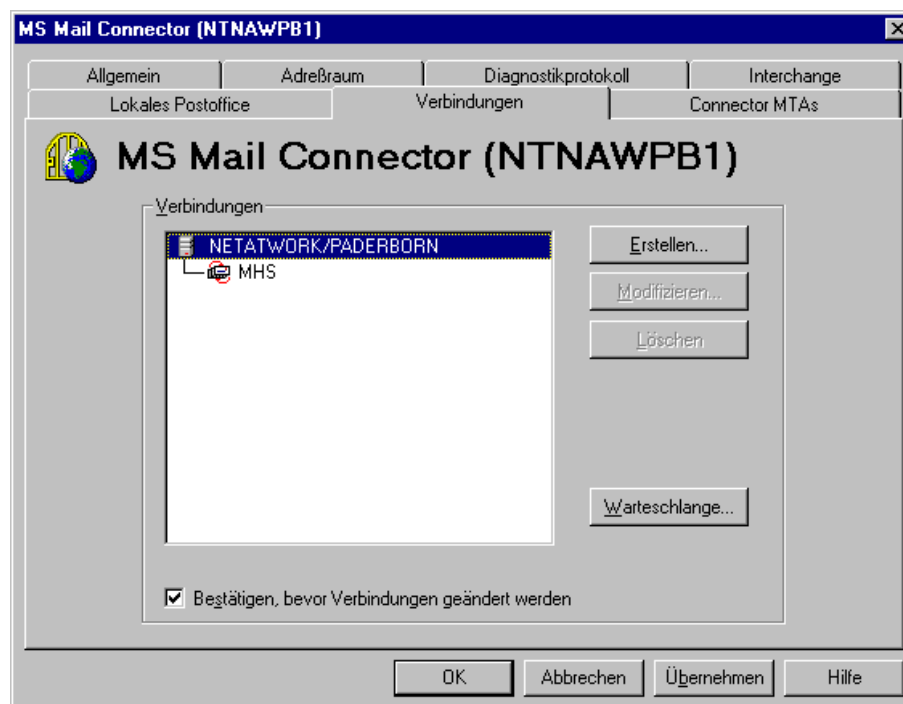 MS Mail Connector (NTNAWPB1)
Allgemein
Adreßraum
Diagnostikprotokoll
Interchange
Lokales Postoffice
Verbindungen
Connector MTAs
MS Mail Connector (NTNAWPB1)
Verbindungen
NETATWORK/PADERBORN
MHS
Erstellen...
Modifizieren...
Löschen
Warteschlange...
Bestätigen, bevor Verbindungen geändert werden
OK
Abbrechen
Übernehmen
Hilfe